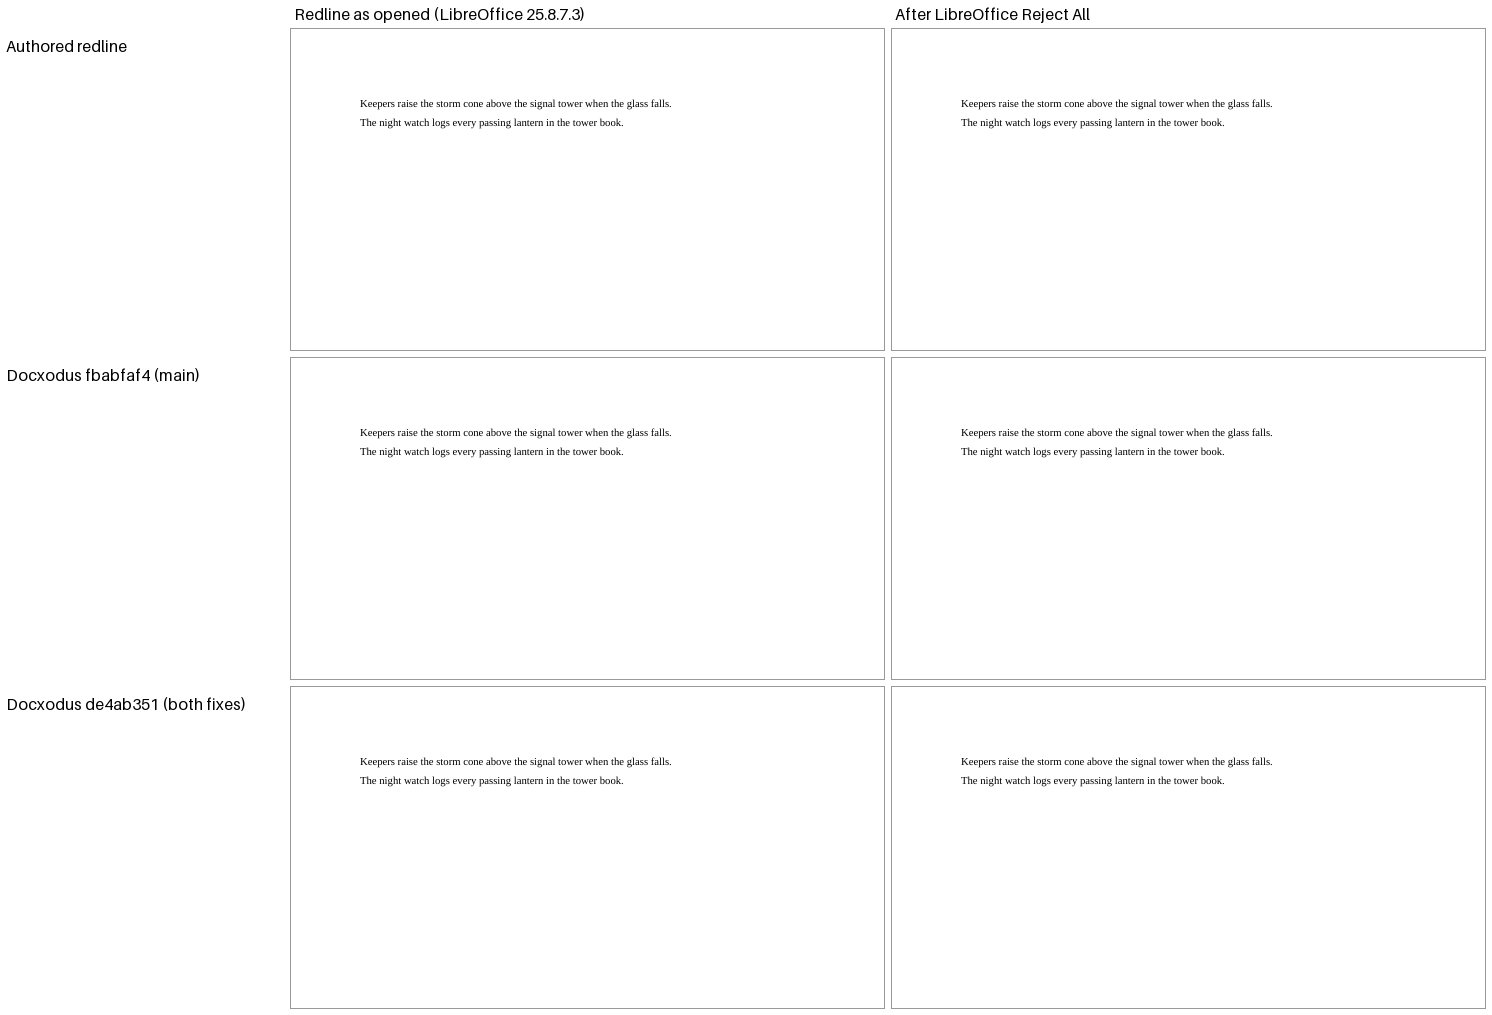 Redline as opened (LibreOffice 25.8.7.3)
After LibreOffice Reject All
Authored redline
Keepers raise the storm cone above the signal tower when the glass falls.
The night watch logs every passing lantern in the tower book.
Keepers raise the storm cone above the signal tower when the glass falls.
The night watch logs every passing lantern in the tower book.
Docxodus fbabfaf4 (main)
Keepers raise the storm cone above the signal tower when the glass falls.
The night watch logs every passing lantern in the tower book.
Keepers raise the storm cone above the signal tower when the glass falls.
The night watch logs every passing lantern in the tower book.
Docxodus de4ab351 (both fixes)
Keepers raise the storm cone above the signal tower when the glass falls.
The night watch logs every passing lantern in the tower book.
Keepers raise the storm cone above the signal tower when the glass falls.
The night watch logs every passing lantern in the tower book.